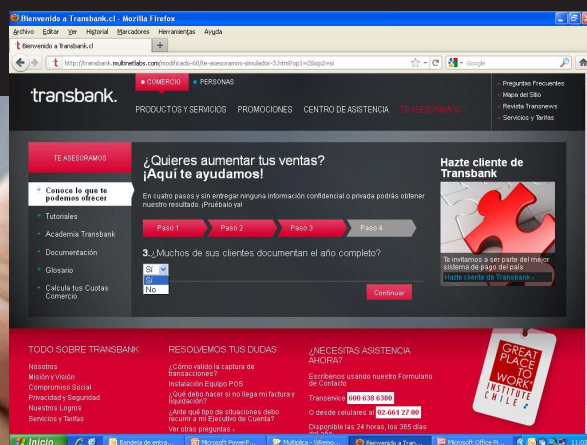 Bienvenido a Transbank.cl - Mozilla Firefox
Archivo Editar Ver Historial Marcadores Herramientas Ayuda
Bienvenido a Transbank.cl
http://transbank.multinetlabs.com/modificado-60/te-asesoramos-simulador-3.html?op1=2&op2=si
Google
transbank.
COMERCIO PERSONAS
PRODUCTOS Y SERVICIOS PROMOCIONES CENTRO DE ASISTENCIA TE ASESORAMOS
Preguntas Frecuentes
Mapa del Sitio
Revista Transnews
Servicios y Tarifas
TE ASESORAMOS
Conoce lo que te
podemos ofrecer
Tutoriales
Academia Transbank
Documentación
Glosario
Calcula tus Cuotas
Comercio
¿Quieres aumentar tus ventas?
¡Aquí te ayudamos!
En cuatro pasos y sin entregar ninguna información confidencial o privada podrás obtener
nuestro resultado. ¡Pruébalo ya!
Paso 1 Paso 2 Paso 3 Paso 4
3.¿Muchos de sus clientes documentan el año completo?
Sí
Sí
No
Continuar
Hazte cliente de
Transbank
Te invitamos a ser parte del mejor
sistema de pago del país
Hazte cliente de Transbank
TODO SOBRE TRANSBANK
Nosotros
Misión y Visión
Compromiso Social
Privacidad y Seguridad
Nuestros Logros
Servicios y Tarifas
RESOLVEMOS TUS DUDAS
¿Cómo valido la captura de
transacciones?
Instalación Equipo POS
¿Qué debo hacer si no llega mi factura y
liquidación?
¿Ante qué tipo de situaciones debo
recurrir a mi Ejecutivo de Cuenta?
Ver otras preguntas
¿NECESITAS ASISTENCIA
AHORA?
Escríbenos usando nuestro Formulario
de Contacto
Transervice 600 638 6380
O desde celulares al 02-661 27 00
Disponible las 24 horas, los 365 días
del año
GREAT
PLACE
TO
WORK
INSTITUTE
CHILE
Inicio
Bandeja de entra...
Microsoft PowerP...
Multiplica - \\Remo...
Bienvenido a Tran...
Microsoft Office Pi...